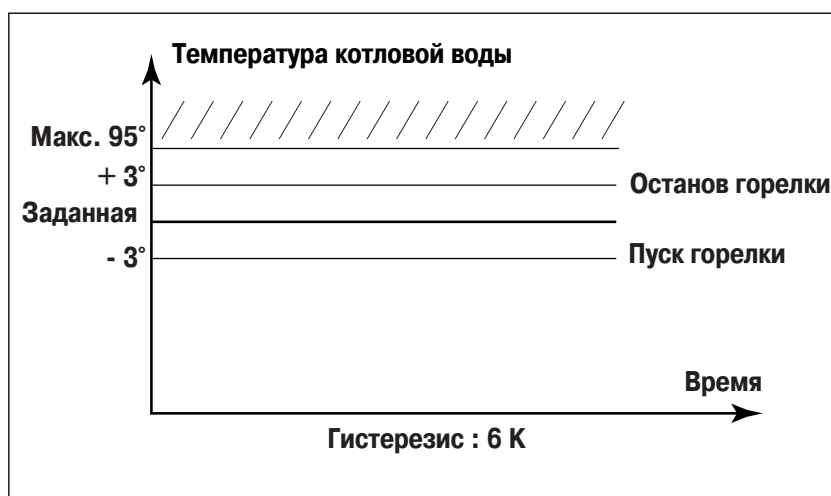 Температура котловой воды
Макс. 95°
+ 3°
Останов горелки
Заданная
- 3°
Пуск горелки
Время
Гистерезис : 6 K